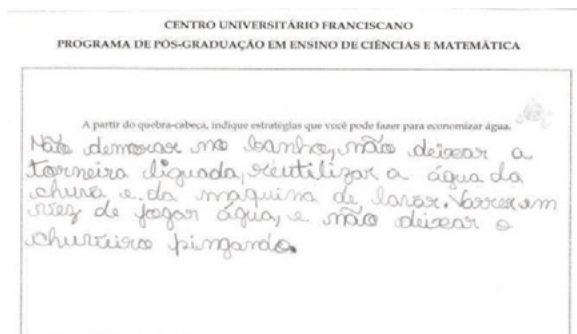 CENTRO UNIVERSITÁRIO FRANCISCANO
PROGRAMA DE PÓS-GRADUAÇÃO EM ENSINO DE CIÊNCIAS E MATEMÁTICA
A partir do quebra-cabeça, indique estratégias que você pode fazer para economizar água.
Não demorar no banho, não deixar a
torneira liguada, reutilizar a água da
chuva e da maquina de lavar. Varrer em
vez de jogar água, e não deixar o
chuveiro pingando.